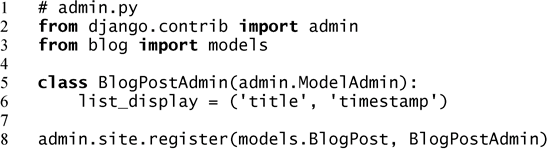 1 # admin.py
2 from django.contrib import admin
3 from blog import models
4
5 class BlogPostAdmin(admin.ModelAdmin):
6     list_display = ('title', 'timestamp')
7
8 admin.site.register(models.BlogPost, BlogPostAdmin)